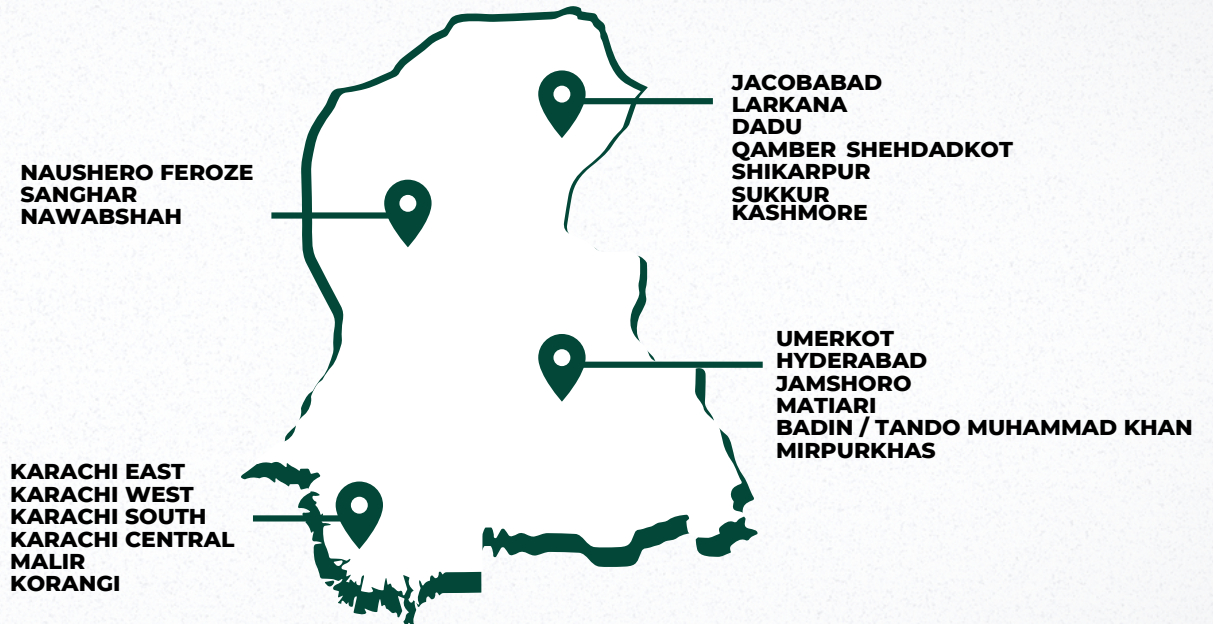 JACOBABAD
LARKANA
DADU
QAMBER SHEHDADKOT
SHIKARPUR
SUKKUR
KASHMORE
NAUSHERO FEROZE
SANGHAR
NAWABSHAH
UMERKOT
HYDERABAD
JAMSHORO
MATIARI
BADIN / TANDO MUHAMMAD KHAN
MIRPURKHAS
KARACHI EAST
KARACHI WEST
KARACHI SOUTH
KARACHI CENTRAL
MALIR
KORANGI